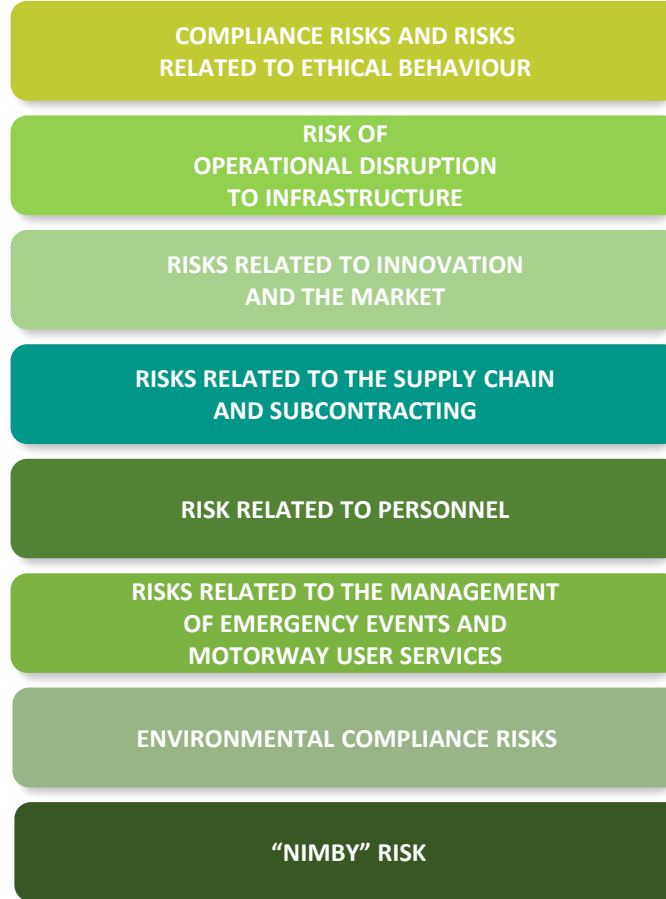 COMPLIANCE RISKS AND RISKS
RELATED TO ETHICAL BEHAVIOUR
RISK OF
OPERATIONAL DISRUPTION
TO INFRASTRUCTURE
RISKS RELATED TO INNOVATION
AND THE MARKET
RISKS RELATED TO THE SUPPLY CHAIN
AND SUBCONTRACTING
RISK RELATED TO PERSONNEL
RISKS RELATED TO THE MANAGEMENT
OF EMERGENCY EVENTS AND
MOTORWAY USER SERVICES
ENVIRONMENTAL COMPLIANCE RISKS
“NIMBY” RISK